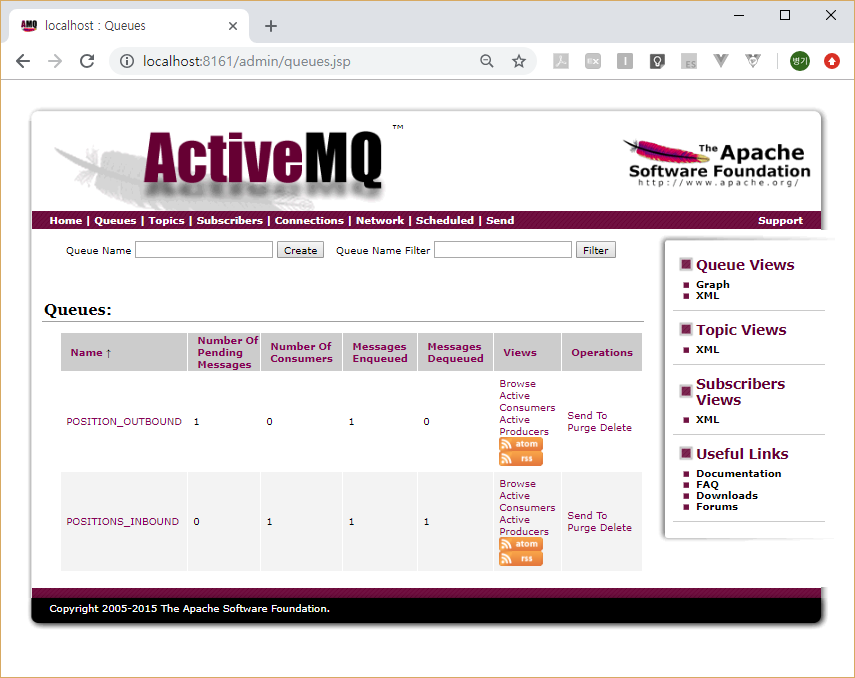 AMQ localhost : Queues
localhost:8161/admin/queues.jsp
병기
ActiveMQ ™
The Apache
Software Foundation
http://www.apache.org/
Home | Queues | Topics | Subscribers | Connections | Network | Scheduled | Send
Support
Queue Name Create Queue Name Filter Filter
Queues:
Name ↑ Number Of Pending Messages Number Of Consumers Messages Enqueued Messages Dequeued Views Operations
POSITION_OUTBOUND 1 0 1 0
Browse
Active
Consumers
Active
Producers
atom
rss
Send To
Purge Delete
POSITIONS_INBOUND 0 1 1 1
Browse
Active
Consumers
Active
Producers
atom
rss
Send To
Purge Delete
Queue Views
Graph
XML
Topic Views
XML
Subscribers
Views
XML
Useful Links
Documentation
FAQ
Downloads
Forums
Copyright 2005-2015 The Apache Software Foundation.